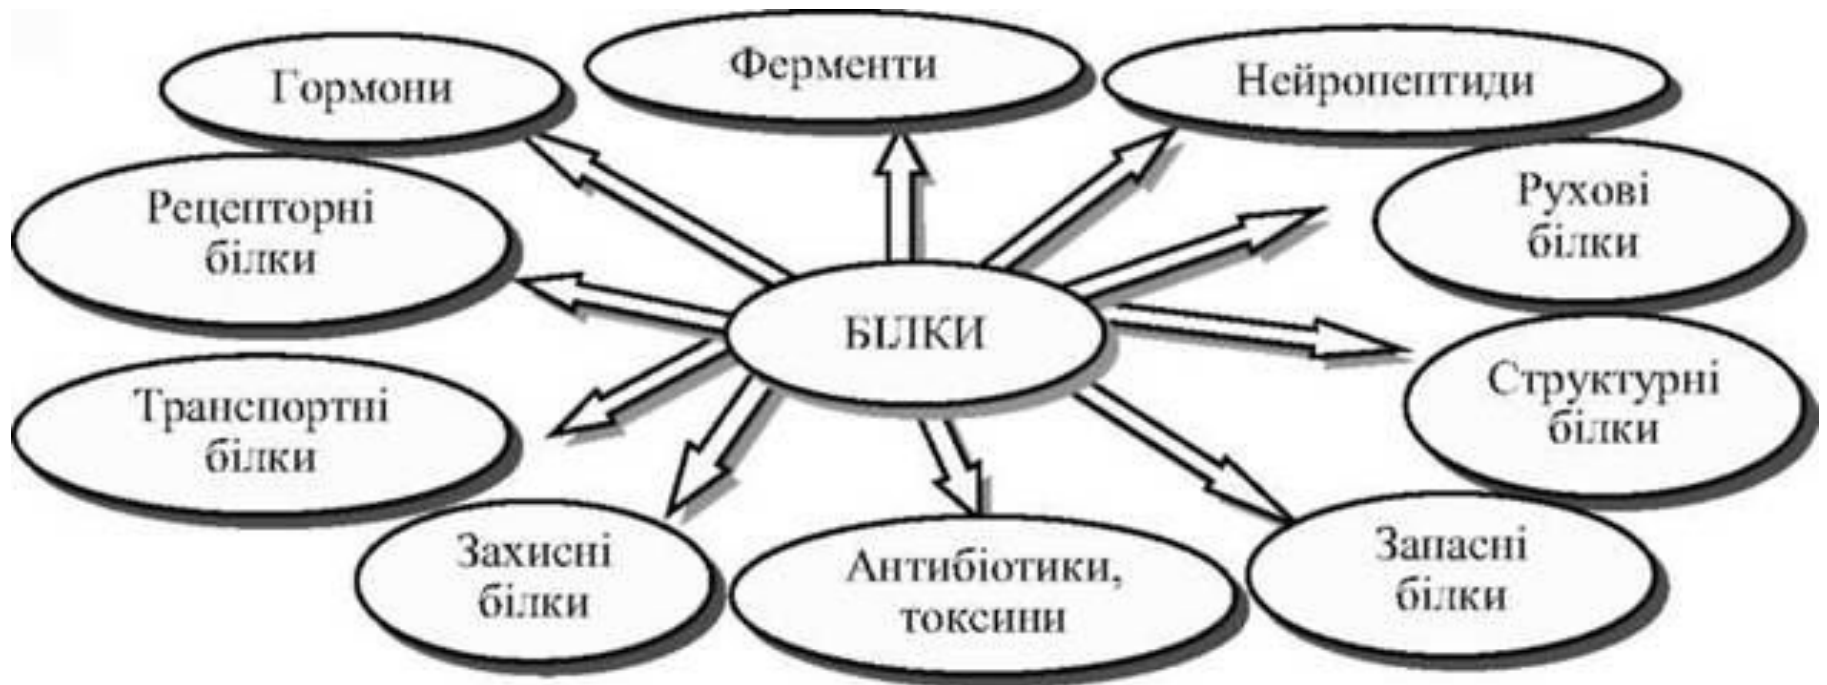 Гормони
Ферменти
Нейропептиди
Рецепторні
білки
Рухові
білки
БІЛКИ
Транспортні
білки
Структурні
білки
Захисні
білки
Антибіотики,
токсини
Запасні
білки